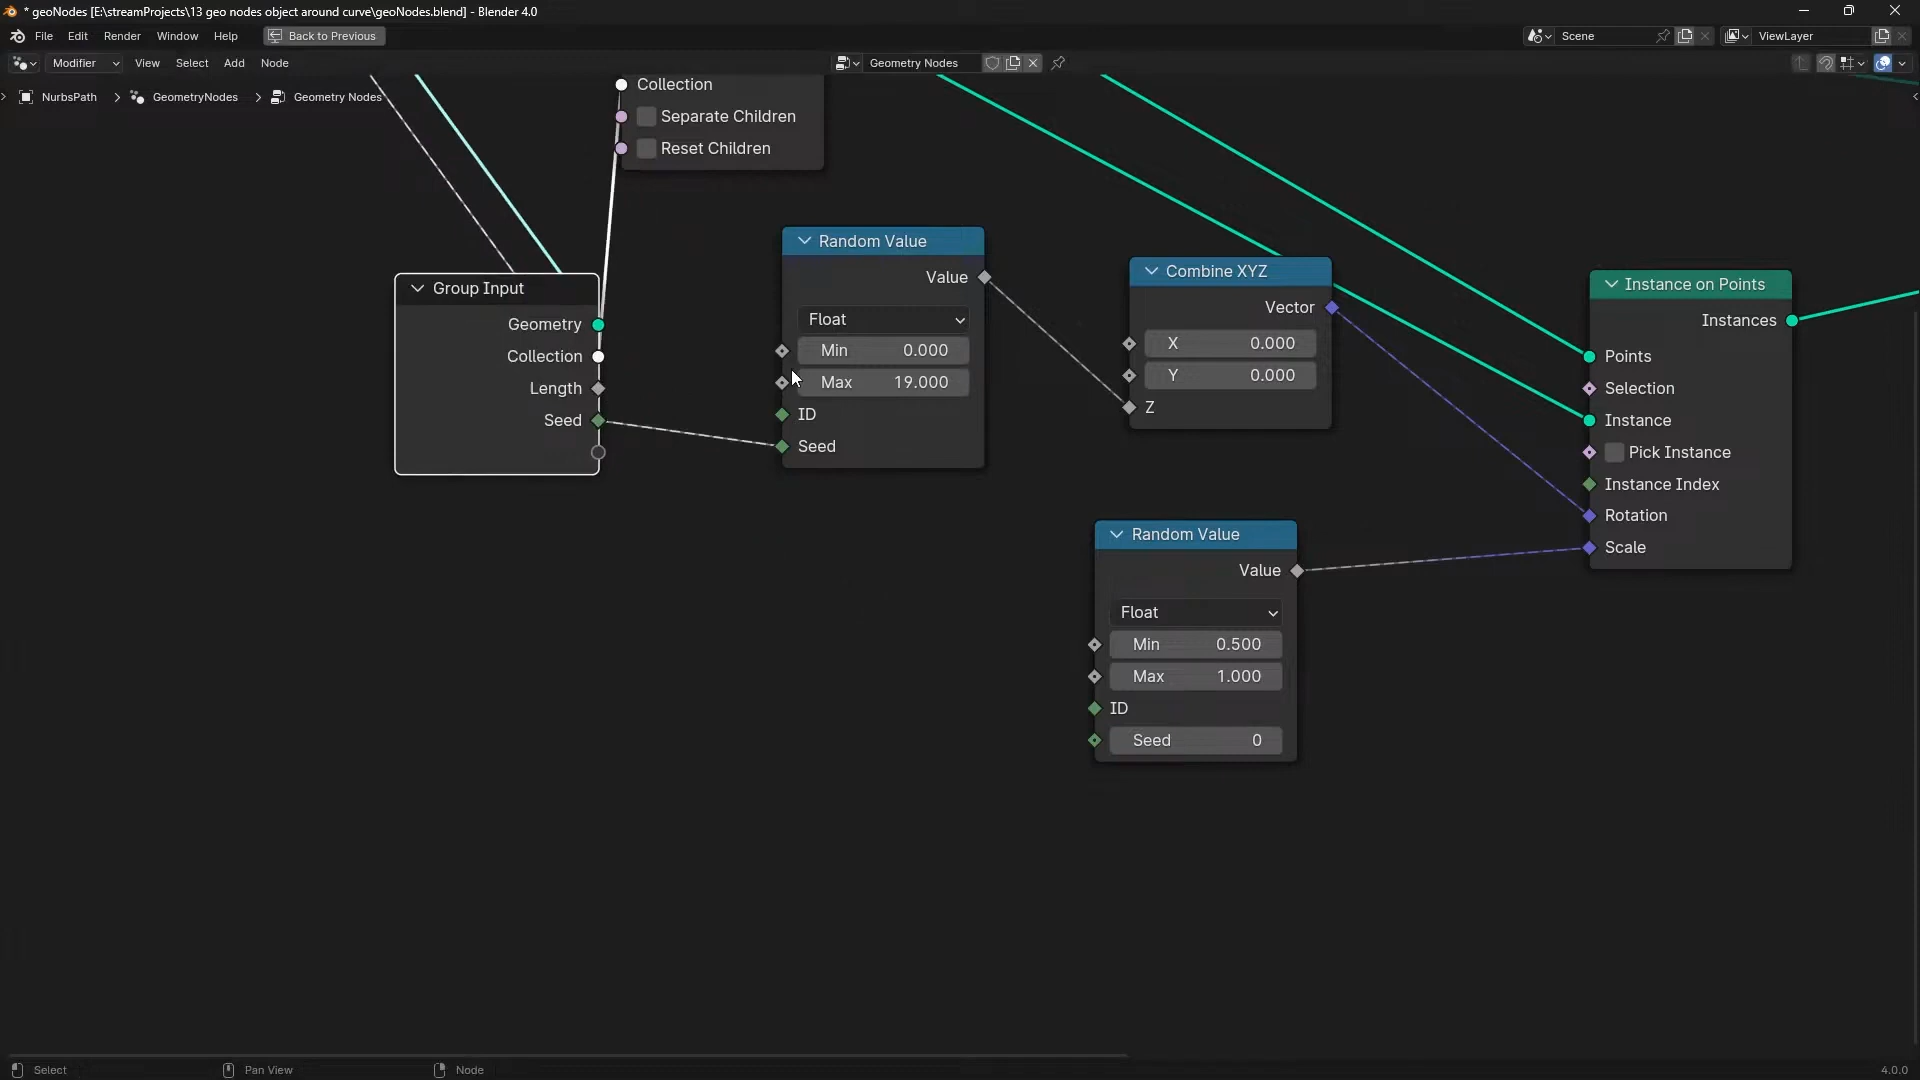 * geoNodes [E:\streamProjects\13 geo nodes object around curve\geoNodes.blend] - Blender 4.0
File Edit Render Window Help Back to Previous Scene ViewLayer
Modifier View Select Add Node Geometry Nodes
NurbsPath GeometryNodes Geometry Nodes
Collection
Separate Children
Reset Children
Group Input
Geometry
Collection
Length
Seed
Random Value
Value
Float
Min 0.000
Max 19.000
ID
Seed
Combine XYZ
Vector
X 0.000
Y 0.000
Z
Instance on Points
Instances
Points
Selection
Instance
Pick Instance
Instance Index
Rotation
Scale
Random Value
Value
Float
Min 0.500
Max 1.000
ID
Seed 0
Select Pan View Node 4.0.0